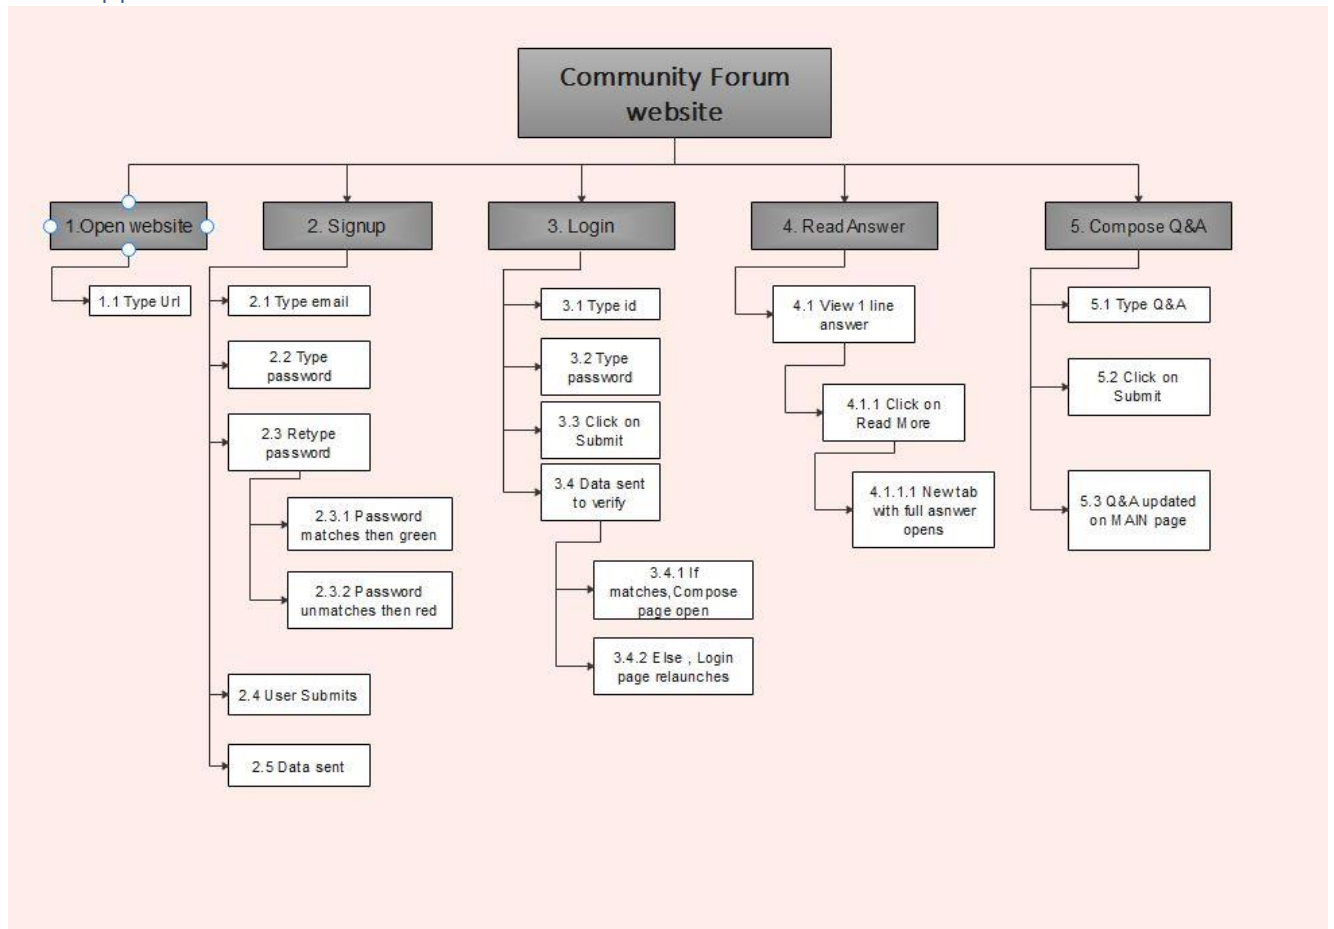 Community Forum
website
1.Open website
2. Signup
3. Login
4. Read Answer
5. Compose Q&A
1.1 Type Url
2.1 Type email
2.2 Type
password
2.3 Retype
password
2.3.1 Password
matches then green
2.3.2 Password
unmatches then red
2.4 User Submits
2.5 Data sent
3.1 Type id
3.2 Type
password
3.3 Click on
Submit
3.4 Data sent
to verify
3.4.1 If
matches,Compose
page open
3.4.2 Else , Login
page relaunches
4.1 View 1 line
answer
4.1.1 Click on
Read More
4.1.1.1 New tab
with full asnwer
opens
5.1 Type Q&A
5.2 Click on
Submit
5.3 Q&A updated
on MAIN page